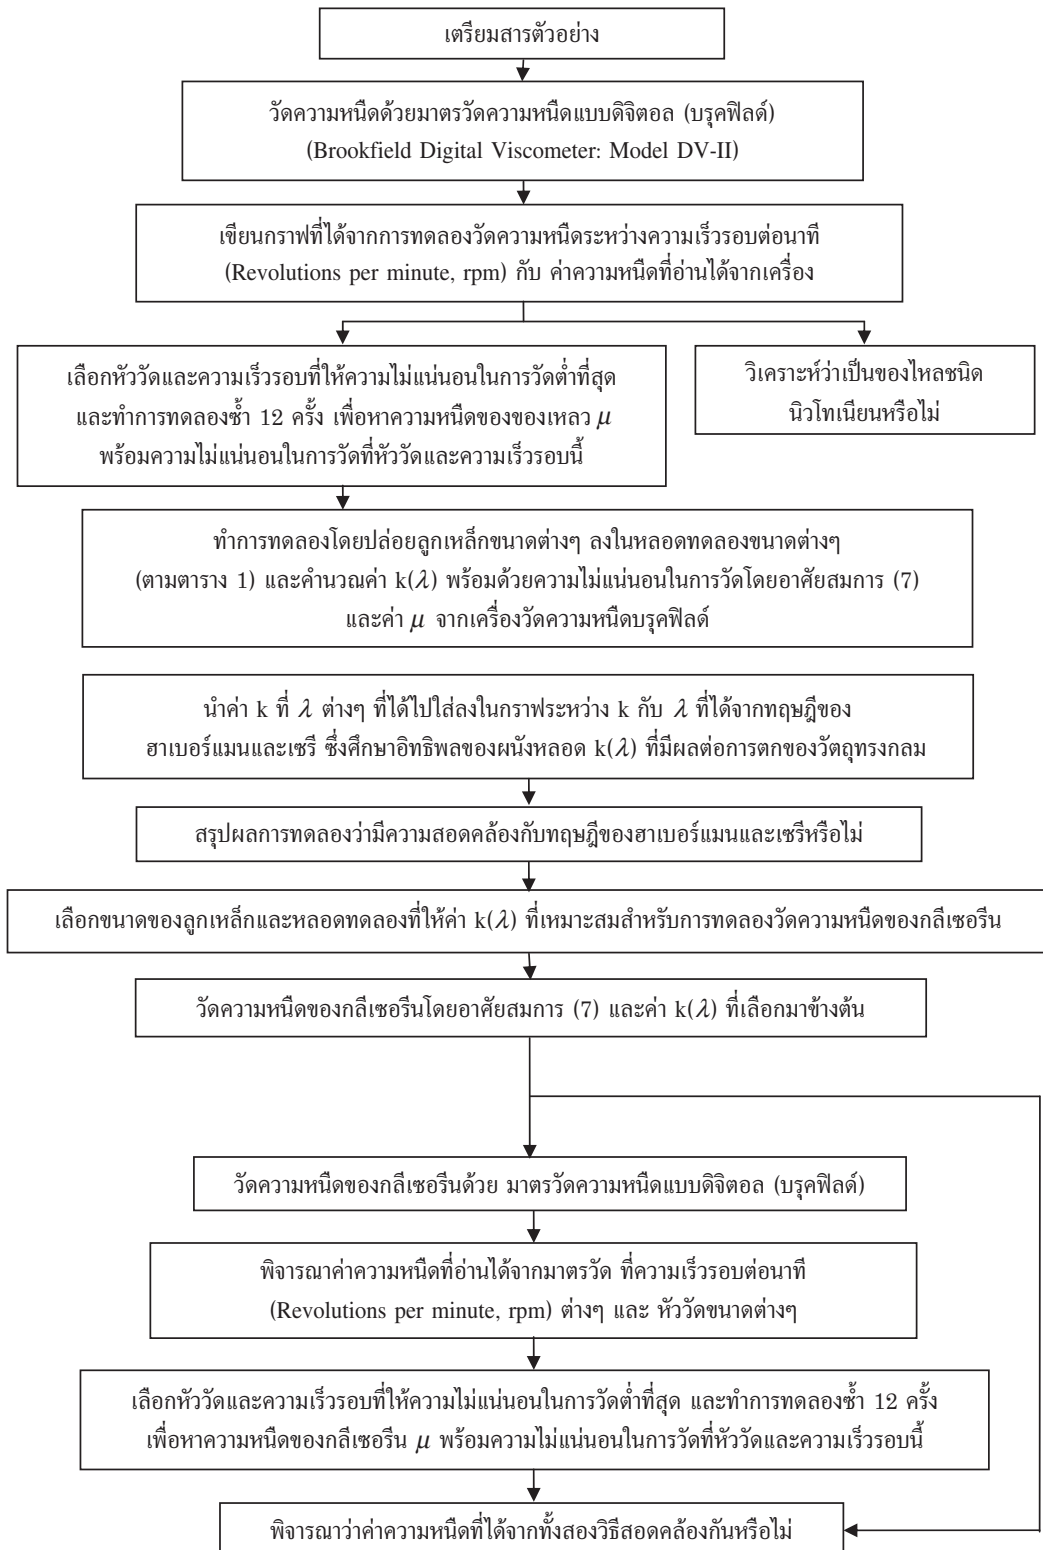 เตรียมสารตัวอย่าง
วัดความหนืดด้วยมาตรวัดความหนืดแบบดิจิตอล (บรุคฟิลด์)
(Brookfield Digital Viscometer: Model DV-II)
เขียนกราฟที่ได้จากการทดลองวัดความหนืดระหว่างความเร็วรอบต่อนาที
(Revolutions per minute, rpm) กับ ค่าความหนืดที่อ่านได้จากเครื่อง
เลือกหัววัดและความเร็วรอบที่ให้ความไม่แน่นอนในการวัดต่ำที่สุด
และทำการทดลองซ้ำ 12 ครั้ง เพื่อหาความหนืดของของเหลว μ
พร้อมความไม่แน่นอนในการวัดที่หัววัดและความเร็วรอบนี้
วิเคราะห์ว่าเป็นของไหลชนิด
นิวโทเนียนหรือไม่
ทำการทดลองโดยปล่อยลูกเหล็กขนาดต่างๆ ลงในหลอดทดลองขนาดต่างๆ
(ตามตาราง 1) และคำนวณค่า k(λ) พร้อมด้วยความไม่แน่นอนในการวัดโดยอาศัยสมการ (7)
และค่า μ จากเครื่องวัดความหนืดบรุคฟิลด์
นำค่า k ที่ λ ต่างๆ ที่ได้ไปใส่ลงในกราฟระหว่าง k กับ λ ที่ได้จากทฤษฎีของ
ฮาเบอร์แมนและเซรี ซึ่งศึกษาอิทธิพลของผนังหลอด k(λ) ที่มีผลต่อการตกของวัตถุทรงกลม
สรุปผลการทดลองว่ามีความสอดคล้องกับทฤษฎีของฮาเบอร์แมนและเซรีหรือไม่
เลือกขนาดของลูกเหล็กและหลอดทดลองที่ให้ค่า k(λ) ที่เหมาะสมสำหรับการทดลองวัดความหนืดของกลีเซอรีน
วัดความหนืดของกลีเซอรีนโดยอาศัยสมการ (7) และค่า k(λ) ที่เลือกมาข้างต้น
วัดความหนืดของกลีเซอรีนด้วย มาตรวัดความหนืดแบบดิจิตอล (บรุคฟิลด์)
พิจารณาค่าความหนืดที่อ่านได้จากมาตรวัด ที่ความเร็วรอบต่อนาที
(Revolutions per minute, rpm) ต่างๆ และ หัววัดขนาดต่างๆ
เลือกหัววัดและความเร็วรอบที่ให้ความไม่แน่นอนในการวัดต่ำที่สุด และทำการทดลองซ้ำ 12 ครั้ง
เพื่อหาความหนืดของกลีเซอรีน μ พร้อมความไม่แน่นอนในการวัดที่หัววัดและความเร็วรอบนี้
พิจารณาว่าค่าความหนืดที่ได้จากทั้งสองวิธีสอดคล้องกันหรือไม่